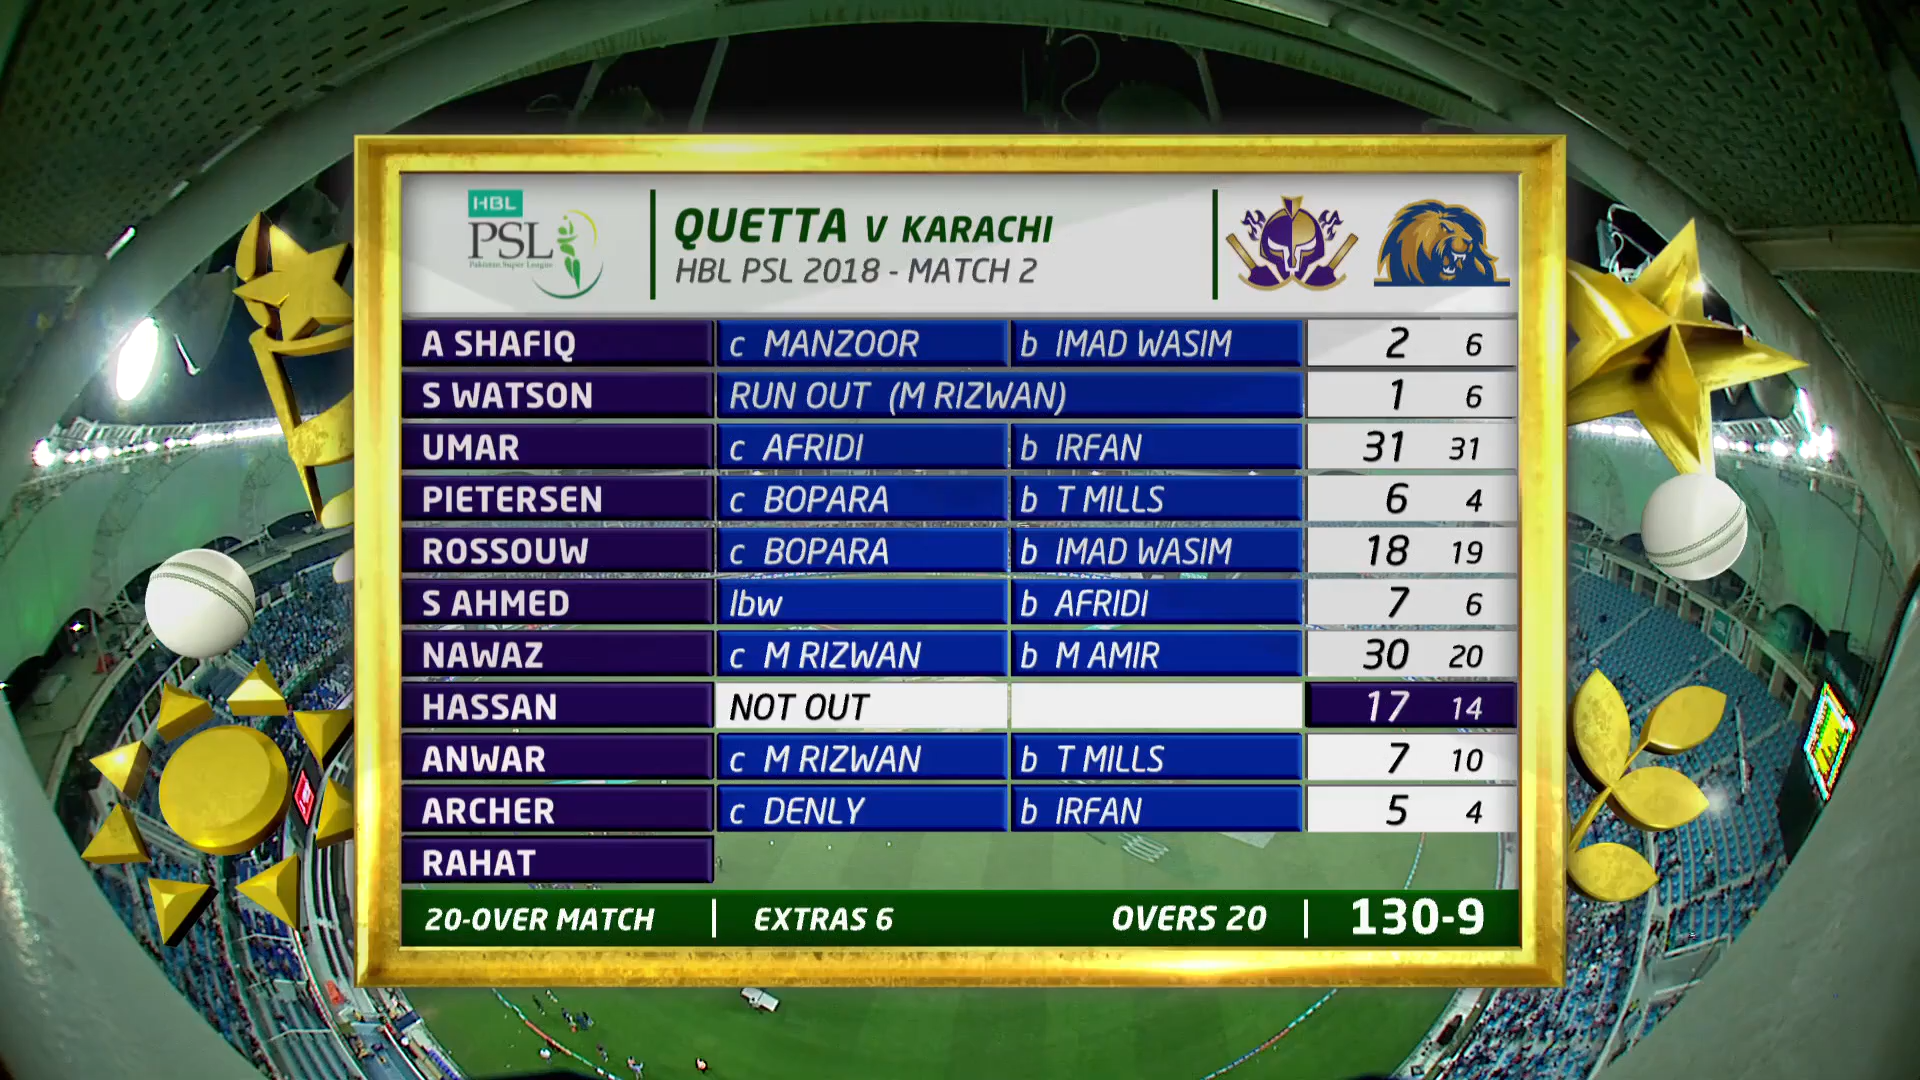 HBL
PSL
Pakistan Super League
QUETTA V KARACHI
HBL PSL 2018 - MATCH 2
A SHAFIQ c MANZOOR b IMAD WASIM 2 6
S WATSON RUN OUT (M RIZWAN) 1 6
UMAR c AFRIDI b IRFAN 31 31
PIETERSEN c BOPARA b T MILLS 6 4
ROSSOUW c BOPARA b IMAD WASIM 18 19
S AHMED lbw b AFRIDI 7 6
NAWAZ c M RIZWAN b M AMIR 30 20
HASSAN NOT OUT 17 14
ANWAR c M RIZWAN b T MILLS 7 10
ARCHER c DENLY b IRFAN 5 4
RAHAT
20-OVER MATCH | EXTRAS 6 OVERS 20 | 130-9